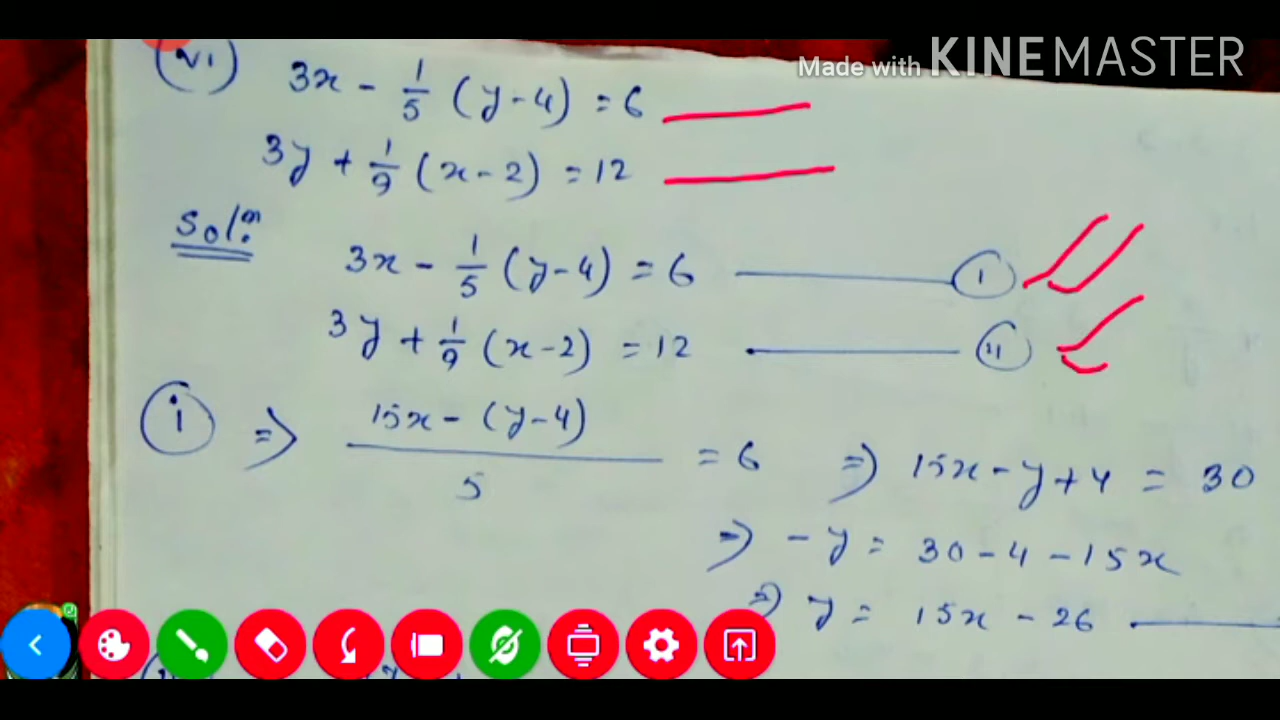 Made with KINEMASTER
(vi) 3x - 1/5 (y-4) = 6
3y + 1/9 (x-2) = 12
Solⁿ.
3x - 1/5 (y-4) = 6 (i)
3y + 1/9 (x-2) = 12 (ii)
(i) ⇒ 15x - (y-4) / 5 = 6 ⇒ 15x - y + 4 = 30
⇒ -y = 30 - 4 - 15x
⇒ y = 15x - 26